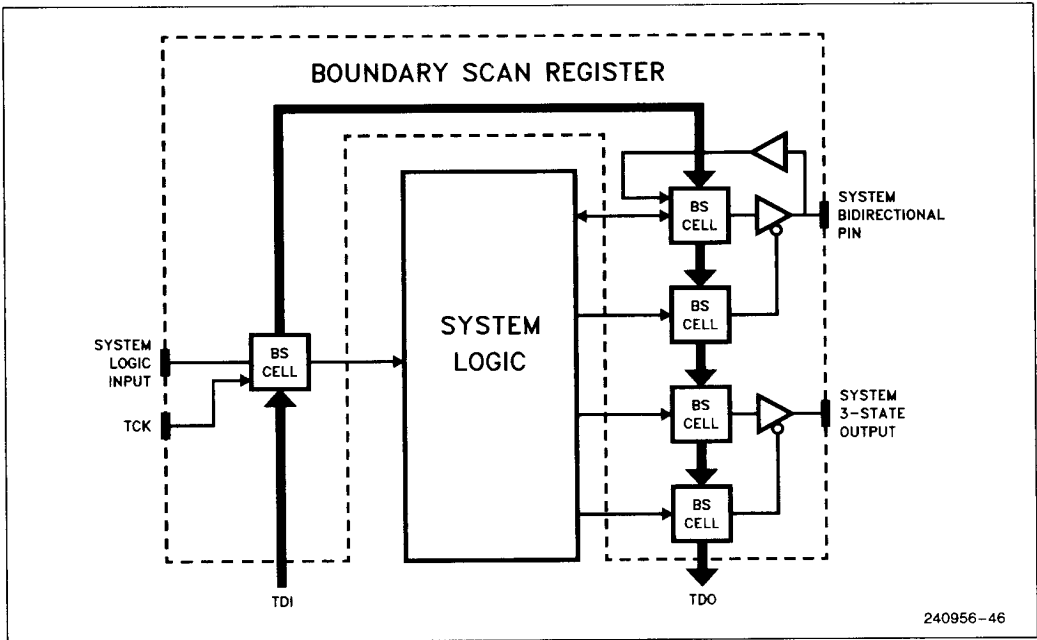 BOUNDARY SCAN REGISTER
BS
CELL
SYSTEM
BIDIRECTIONAL
PIN
BS
CELL
SYSTEM
LOGIC
SYSTEM
LOGIC
INPUT
BS
CELL
TCK
BS
CELL
SYSTEM
3-STATE
OUTPUT
BS
CELL
TDI
TDO
240956-46